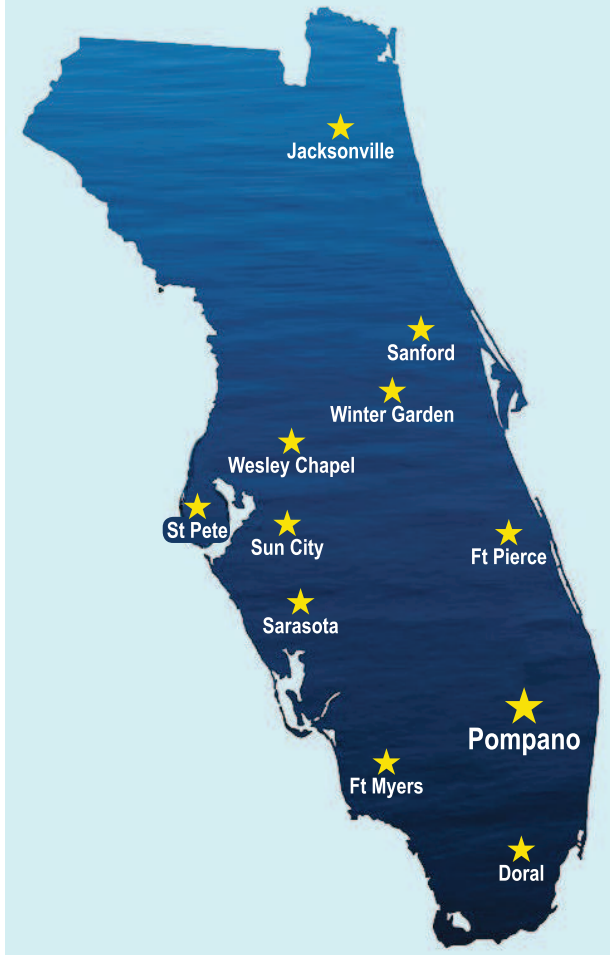 Jacksonville
Sanford
Winter Garden
Wesley Chapel
St Pete
Sun City
Ft Pierce
Sarasota
Pompano
Ft Myers
Doral